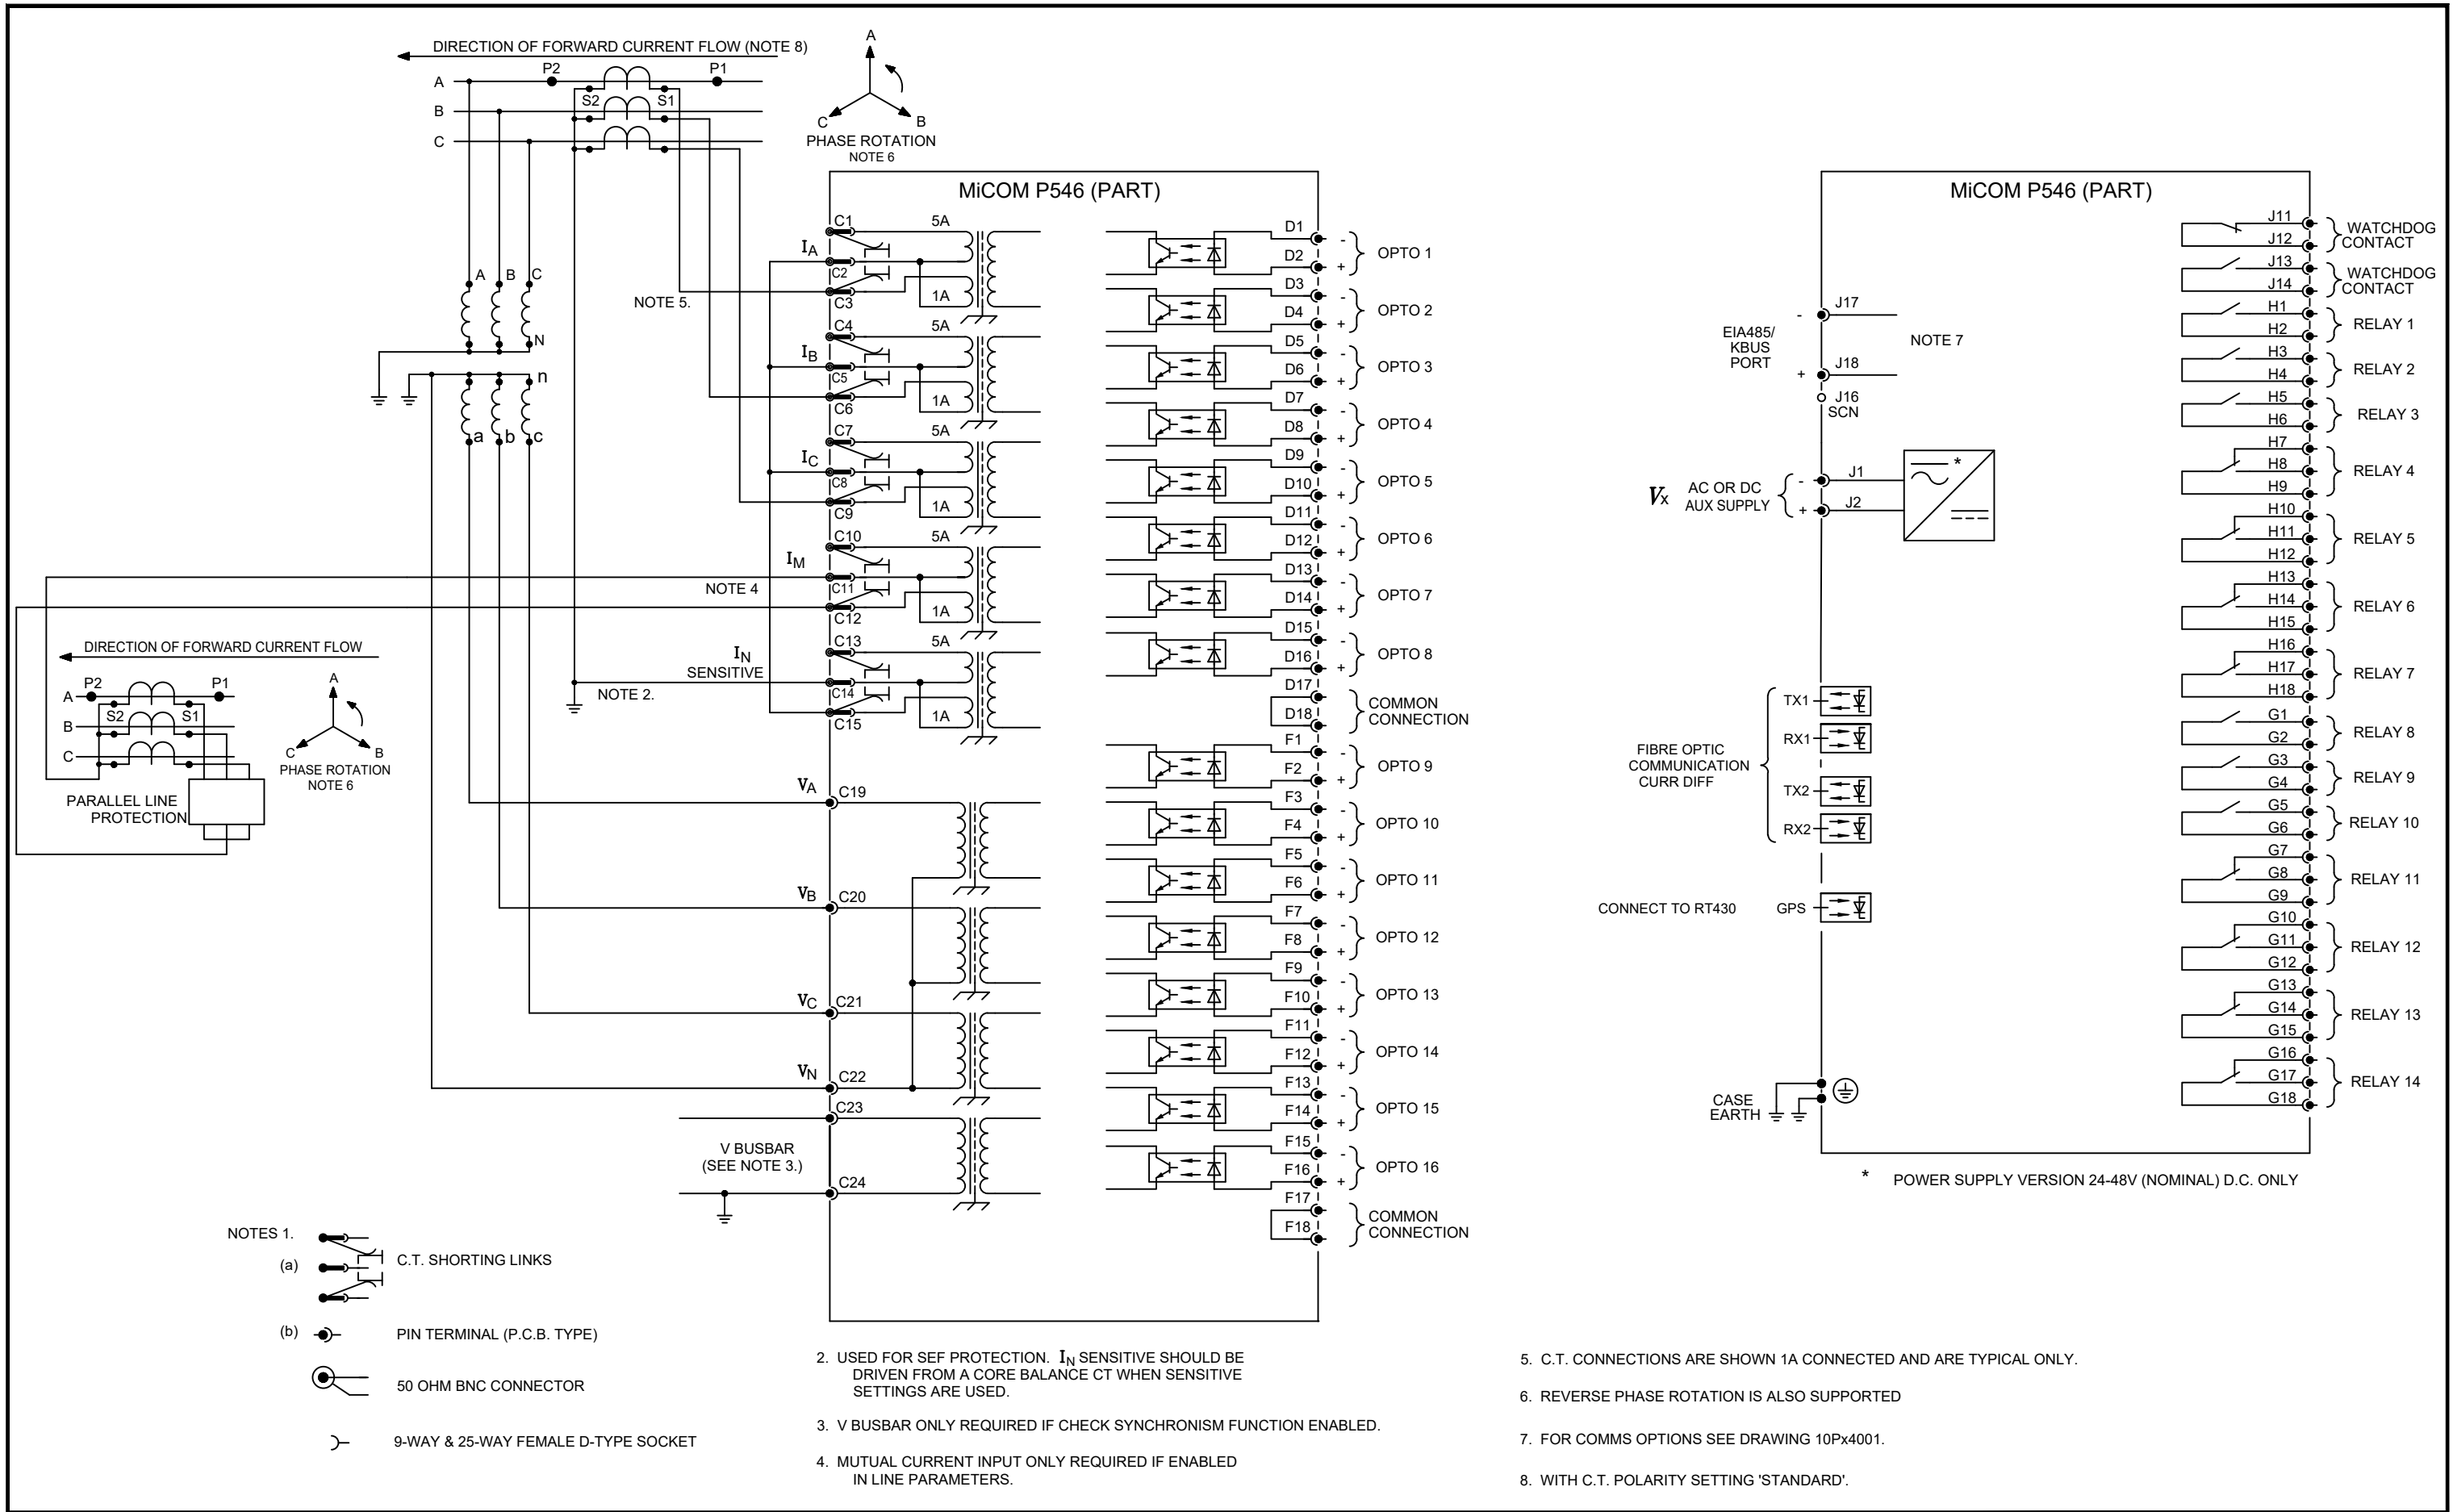 DIRECTION OF FORWARD CURRENT FLOW (NOTE 8)
A
P2
P1
A
S2
S1
B
C
C
B
PHASE ROTATION
NOTE 6
A
B
C
N
n
a
b
c
NOTE 5.
NOTE 4
NOTE 2.
DIRECTION OF FORWARD CURRENT FLOW
A
P2
P1
S2
S1
B
C
A
C
B
PHASE ROTATION
NOTE 6
PARALLEL LINE
PROTECTION
MiCOM P546 (PART)
C1
5A
IA
C2
C3
1A
C4
5A
IB
C5
C6
1A
C7
5A
IC
C8
C9
1A
C10
5A
IM
C11
C12
1A
C13
5A
IN
SENSITIVE
C14
C15
1A
VA
C19
VB
C20
VC
C21
VN
C22
C23
V BUSBAR
(SEE NOTE 3.)
C24
D1 -
D2 +
OPTO 1
D3 -
D4 +
OPTO 2
D5 -
D6 +
OPTO 3
D7 -
D8 +
OPTO 4
D9 -
D10 +
OPTO 5
D11 -
D12 +
OPTO 6
D13 -
D14 +
OPTO 7
D15 -
D16 +
OPTO 8
D17
D18
COMMON
CONNECTION
F1 -
F2 +
OPTO 9
F3 -
F4 +
OPTO 10
F5 -
F6 +
OPTO 11
F7 -
F8 +
OPTO 12
F9 -
F10 +
OPTO 13
F11 -
F12 +
OPTO 14
F13 -
F14 +
OPTO 15
F15 -
F16 +
OPTO 16
F17
F18
COMMON
CONNECTION
MiCOM P546 (PART)
- J17
EIA485/
KBUS
PORT
NOTE 7
+ J18
J16
SCN
Vx
AC OR DC
AUX SUPPLY
- J1
+ J2
*
TX1
RX1
FIBRE OPTIC
COMMUNICATION
CURR DIFF
TX2
RX2
CONNECT TO RT430
GPS
CASE
EARTH
J11
J12
WATCHDOG
CONTACT
J13
J14
WATCHDOG
CONTACT
H1
H2
RELAY 1
H3
H4
RELAY 2
H5
H6
RELAY 3
H7
H8
H9
RELAY 4
H10
H11
H12
RELAY 5
H13
H14
H15
RELAY 6
H16
H17
H18
RELAY 7
G1
G2
RELAY 8
G3
G4
RELAY 9
G5
G6
RELAY 10
G7
G8
G9
RELAY 11
G10
G11
G12
RELAY 12
G13
G14
G15
RELAY 13
G16
G17
G18
RELAY 14
* POWER SUPPLY VERSION 24-48V (NOMINAL) D.C. ONLY
NOTES 1.
(a) C.T. SHORTING LINKS
(b) PIN TERMINAL (P.C.B. TYPE)
50 OHM BNC CONNECTOR
9-WAY & 25-WAY FEMALE D-TYPE SOCKET
2. USED FOR SEF PROTECTION. IN SENSITIVE SHOULD BE
DRIVEN FROM A CORE BALANCE CT WHEN SENSITIVE
SETTINGS ARE USED.
3. V BUSBAR ONLY REQUIRED IF CHECK SYNCHRONISM FUNCTION ENABLED.
4. MUTUAL CURRENT INPUT ONLY REQUIRED IF ENABLED
IN LINE PARAMETERS.
5. C.T. CONNECTIONS ARE SHOWN 1A CONNECTED AND ARE TYPICAL ONLY.
6. REVERSE PHASE ROTATION IS ALSO SUPPORTED
7. FOR COMMS OPTIONS SEE DRAWING 10Px4001.
8. WITH C.T. POLARITY SETTING 'STANDARD'.